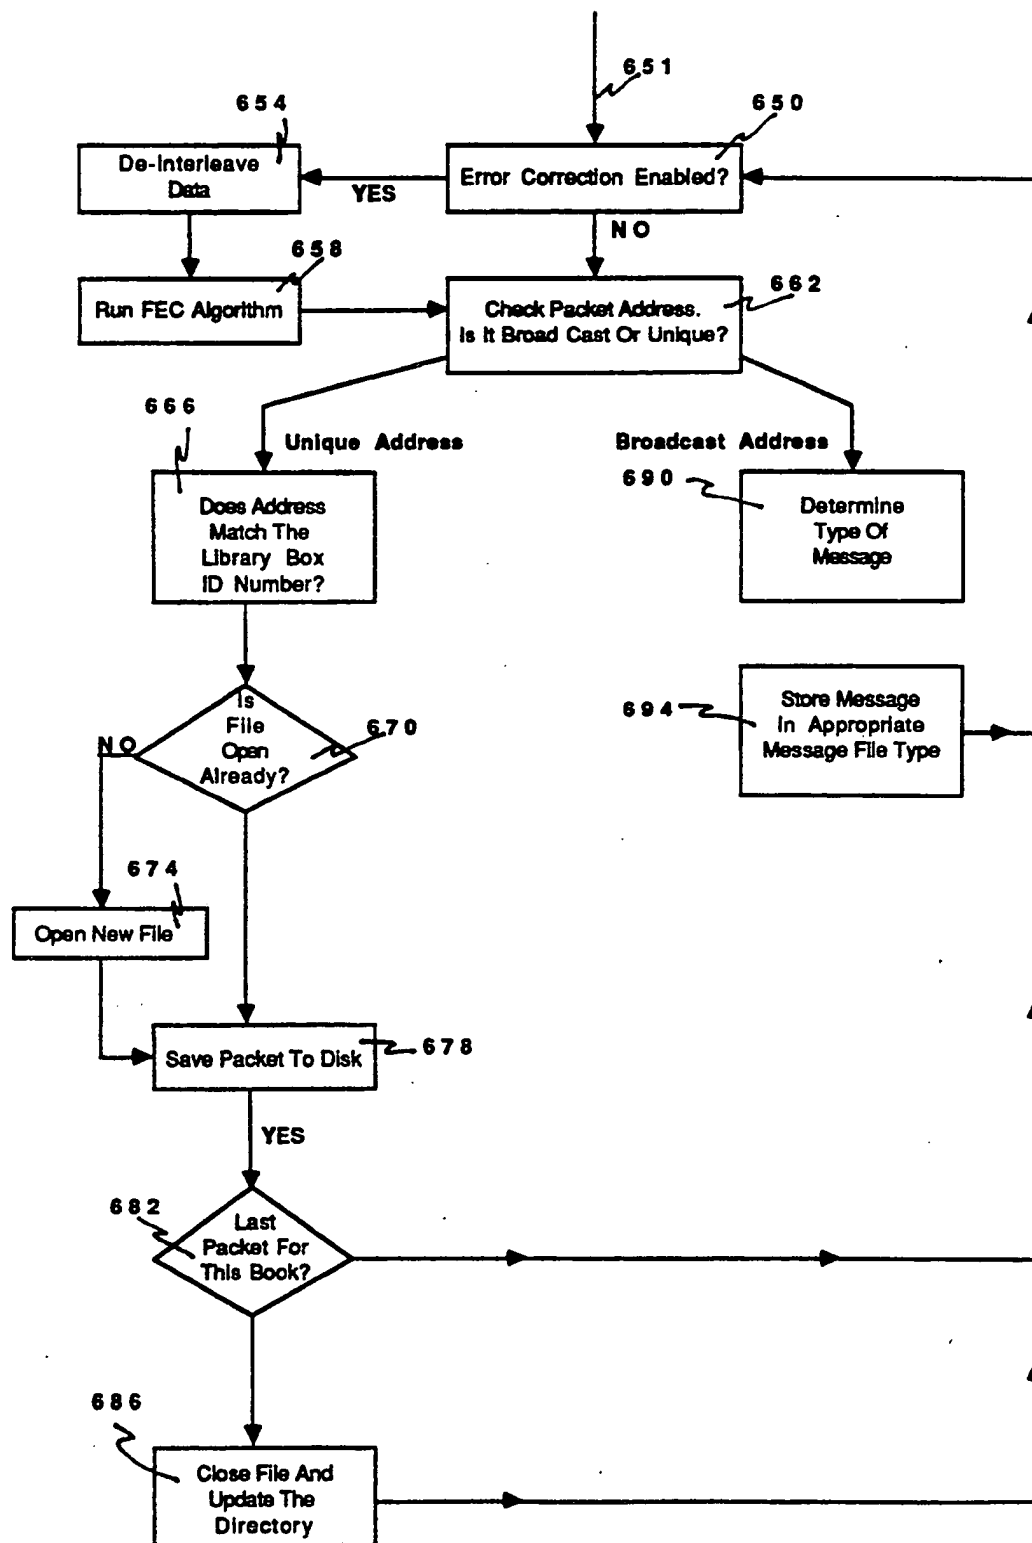 651
654
650
De-Interleave
Data
YES
Error Correction Enabled?
NO
658
Run FEC Algorithm
662
Check Packet Address.
Is It Broad Cast Or Unique?
666
Unique Address
Broadcast Address
690
Does Address
Match The
Library Box
ID Number?
Determine
Type Of
Message
Is
File
Open
Already?
670
NO
694
Store Message
In Appropriate
Message File Type
674
Open New File
Save Packet To Disk
678
YES
682
Last
Packet For
This Book?
686
Close File And
Update The
Directory